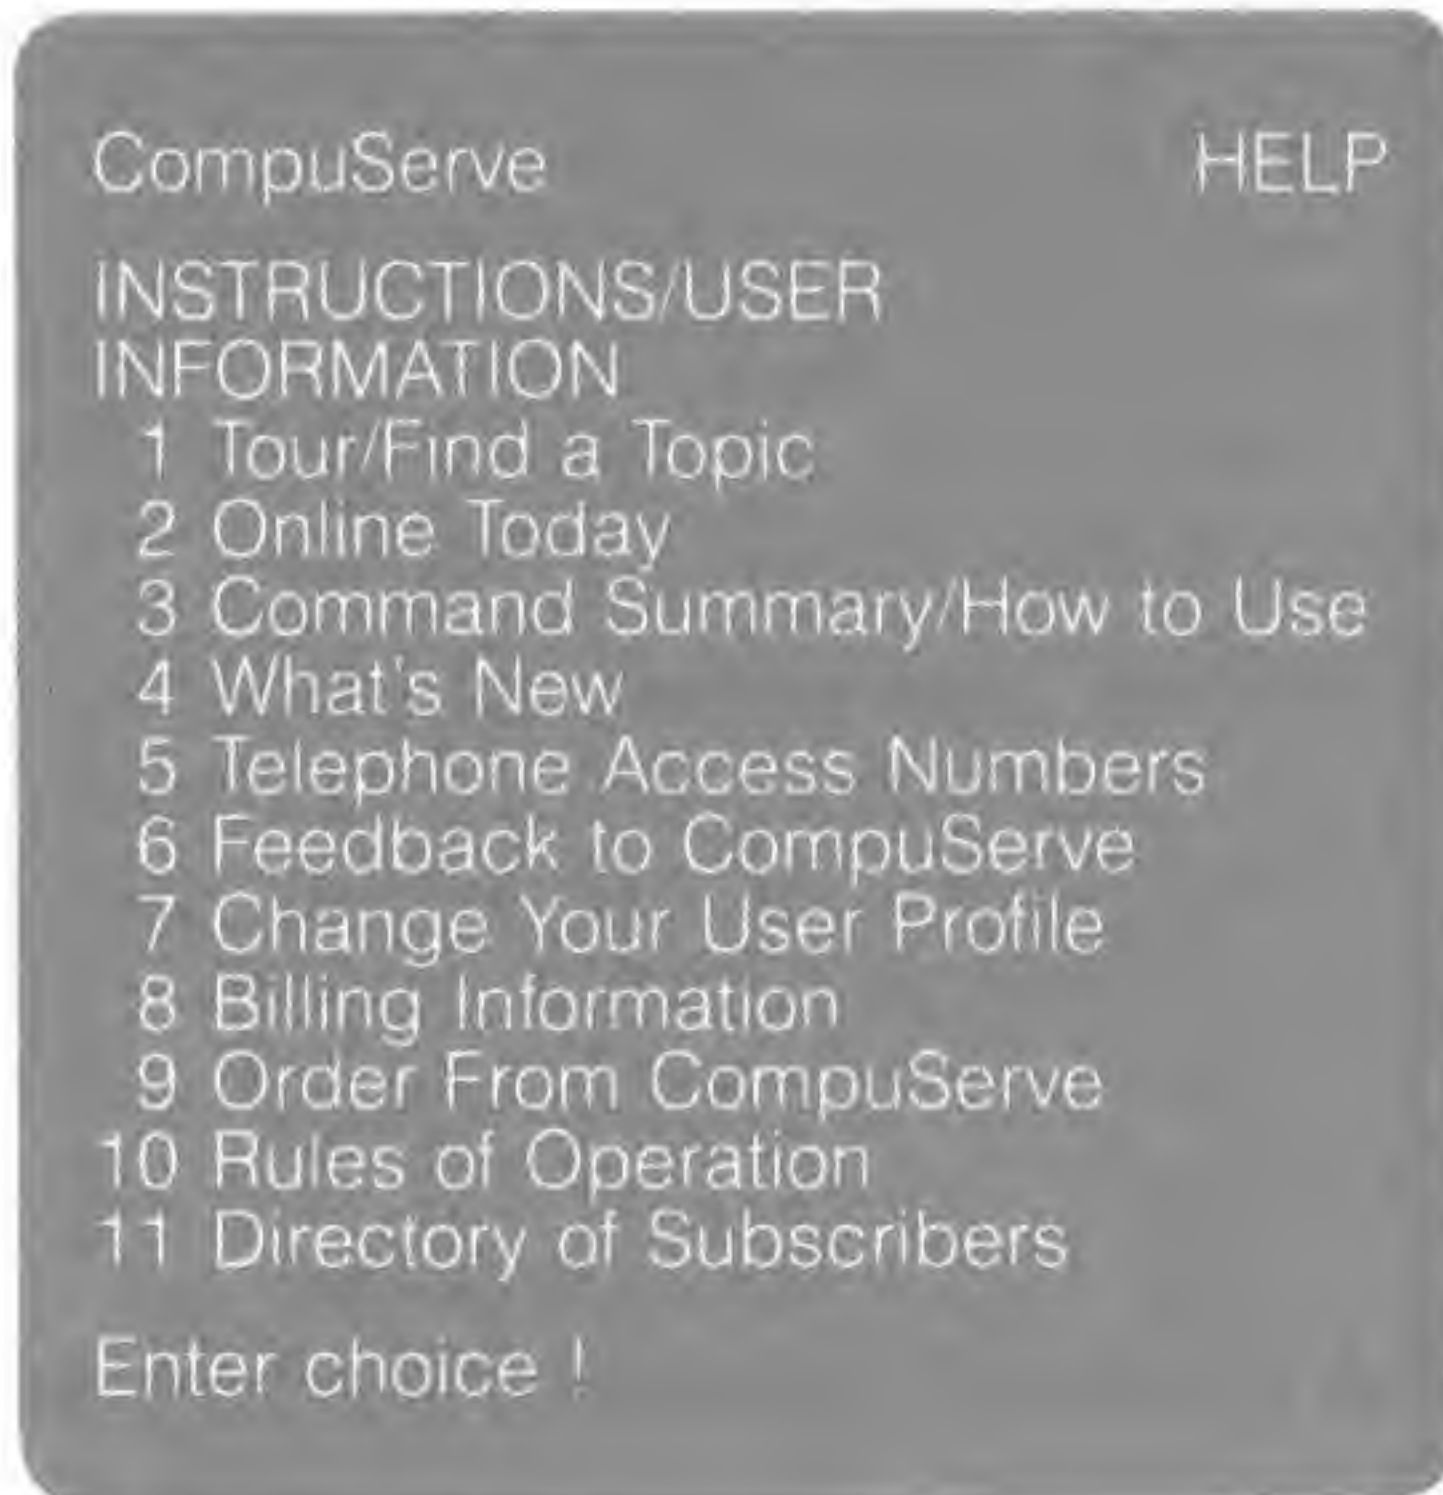 CompuServe HELP
INSTRUCTIONS/USER
INFORMATION
1 Tour/Find a Topic
2 Online Today
3 Command Summary/How to Use
4 What's New
5 Telephone Access Numbers
6 Feedback to CompuServe
7 Change Your User Profile
8 Billing Information
9 Order From CompuServe
10 Rules of Operation
11 Directory of Subscribers
Enter choice !